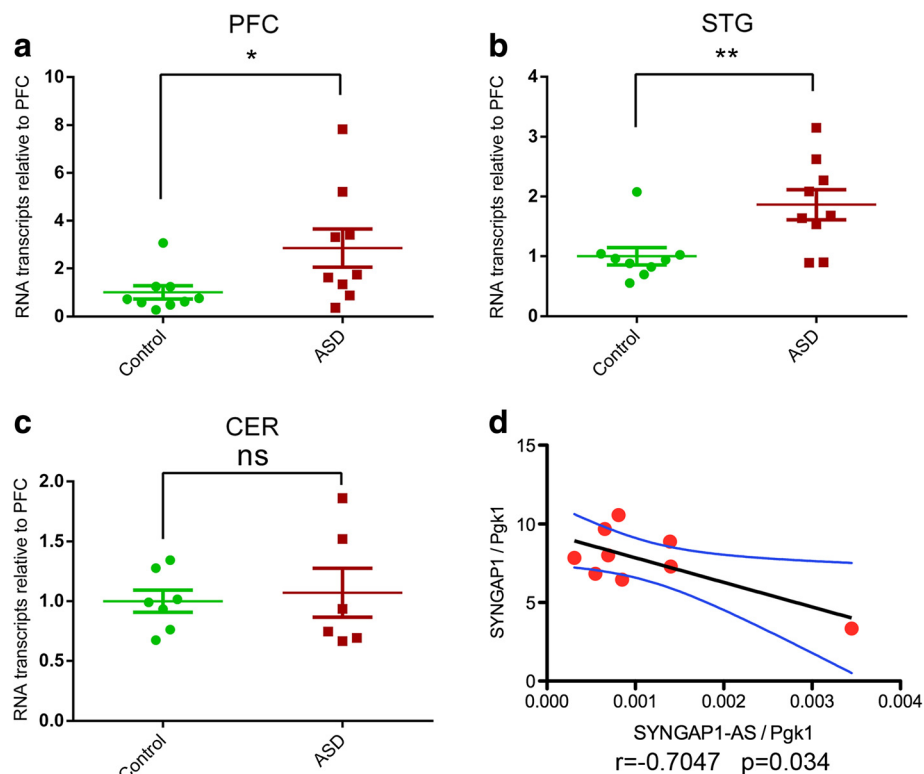 a
PFC
*
RNA transcripts relative to PFC
10
8
6
4
2
0
Control
ASD
b
STG
**
RNA transcripts relative to PFC
4
3
2
1
0
Control
ASD
c
CER
ns
RNA transcripts relative to PFC
2.0
1.5
1.0
0.5
0.0
Control
ASD
d
SYNGAP1 / Pgk1
15
10
5
0
0.000 0.001 0.002 0.003 0.004
SYNGAP1-AS / Pgk1
r=-0.7047 p=0.034